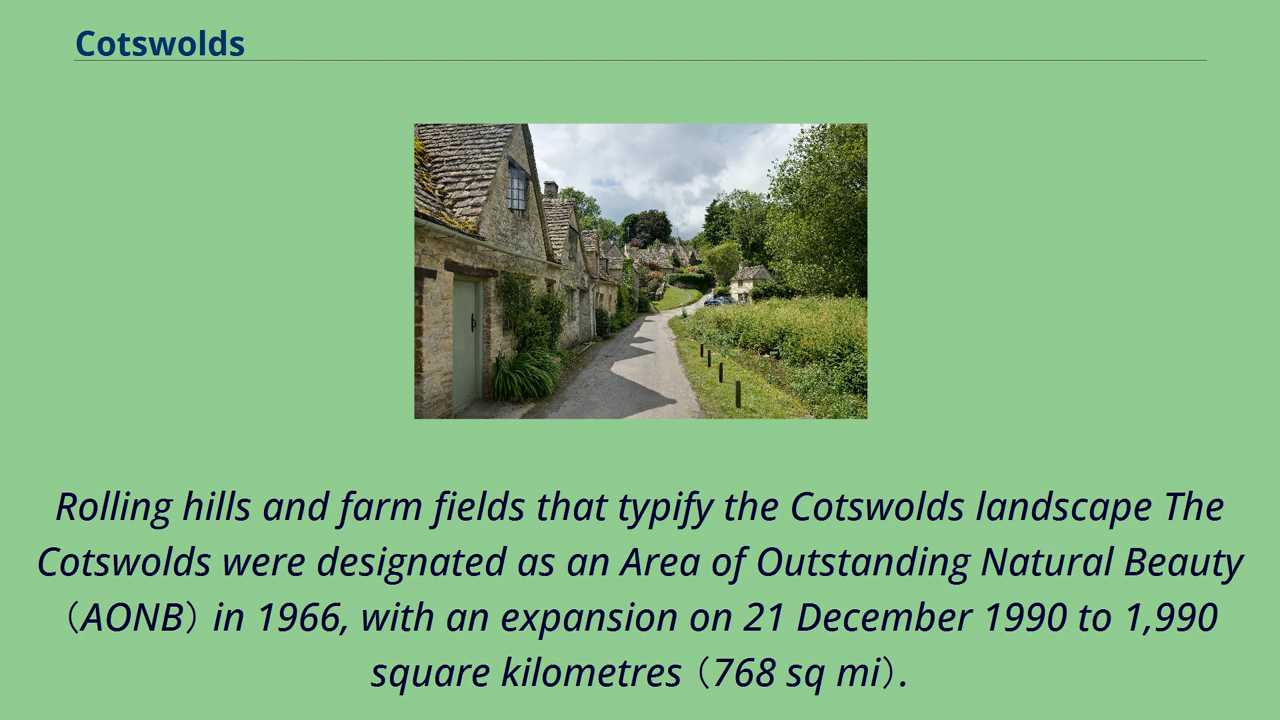 Cotswolds
Rolling hills and farm fields that typify the Cotswolds landscape The
Cotswolds were designated as an Area of Outstanding Natural Beauty
（AONB）in 1966, with an expansion on 21 December 1990 to 1,990
square kilometres（768 sq mi）.